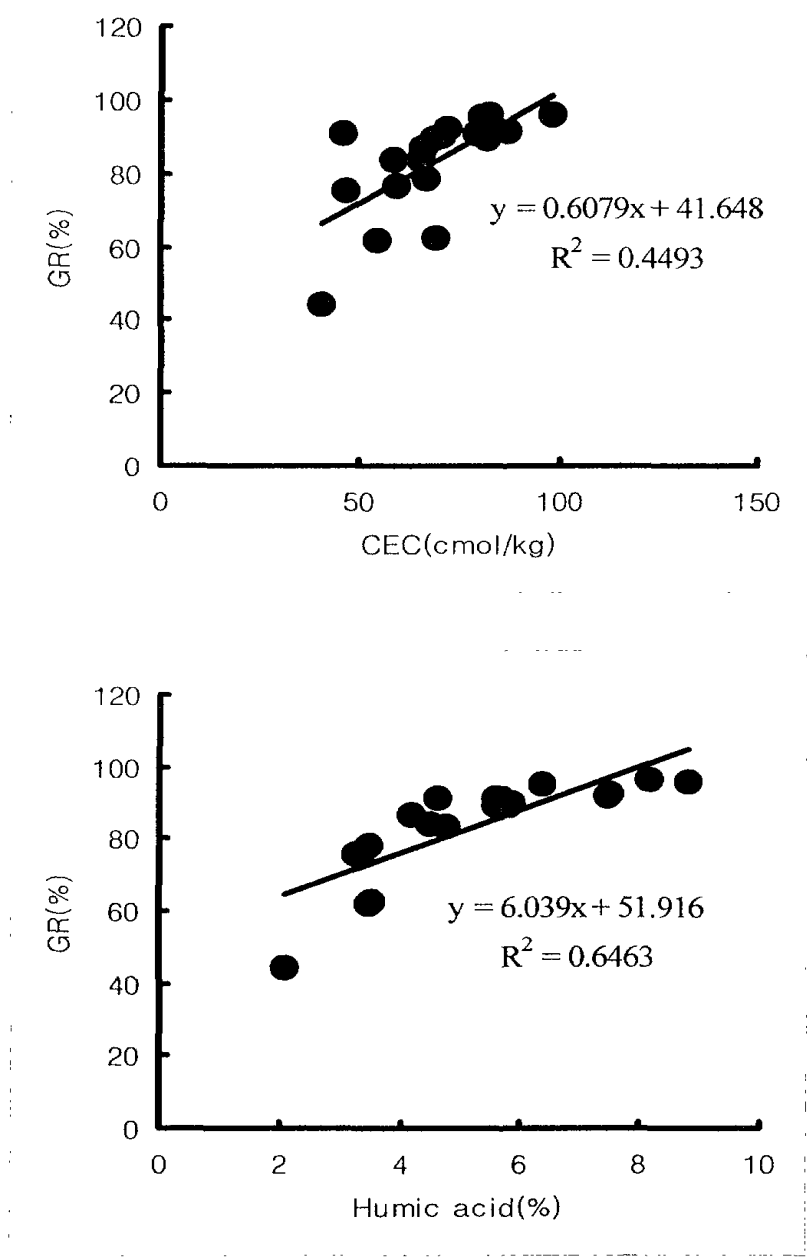 120
100
80
60
40
20
0
GR(%)
y = 0.6079x + 41.648
R² = 0.4493
0 50 100 150
CEC(cmol/kg)
120
100
80
60
40
20
0
GR(%)
y = 6.039x + 51.916
R² = 0.6463
0 2 4 6 8 10
Humic acid(%)